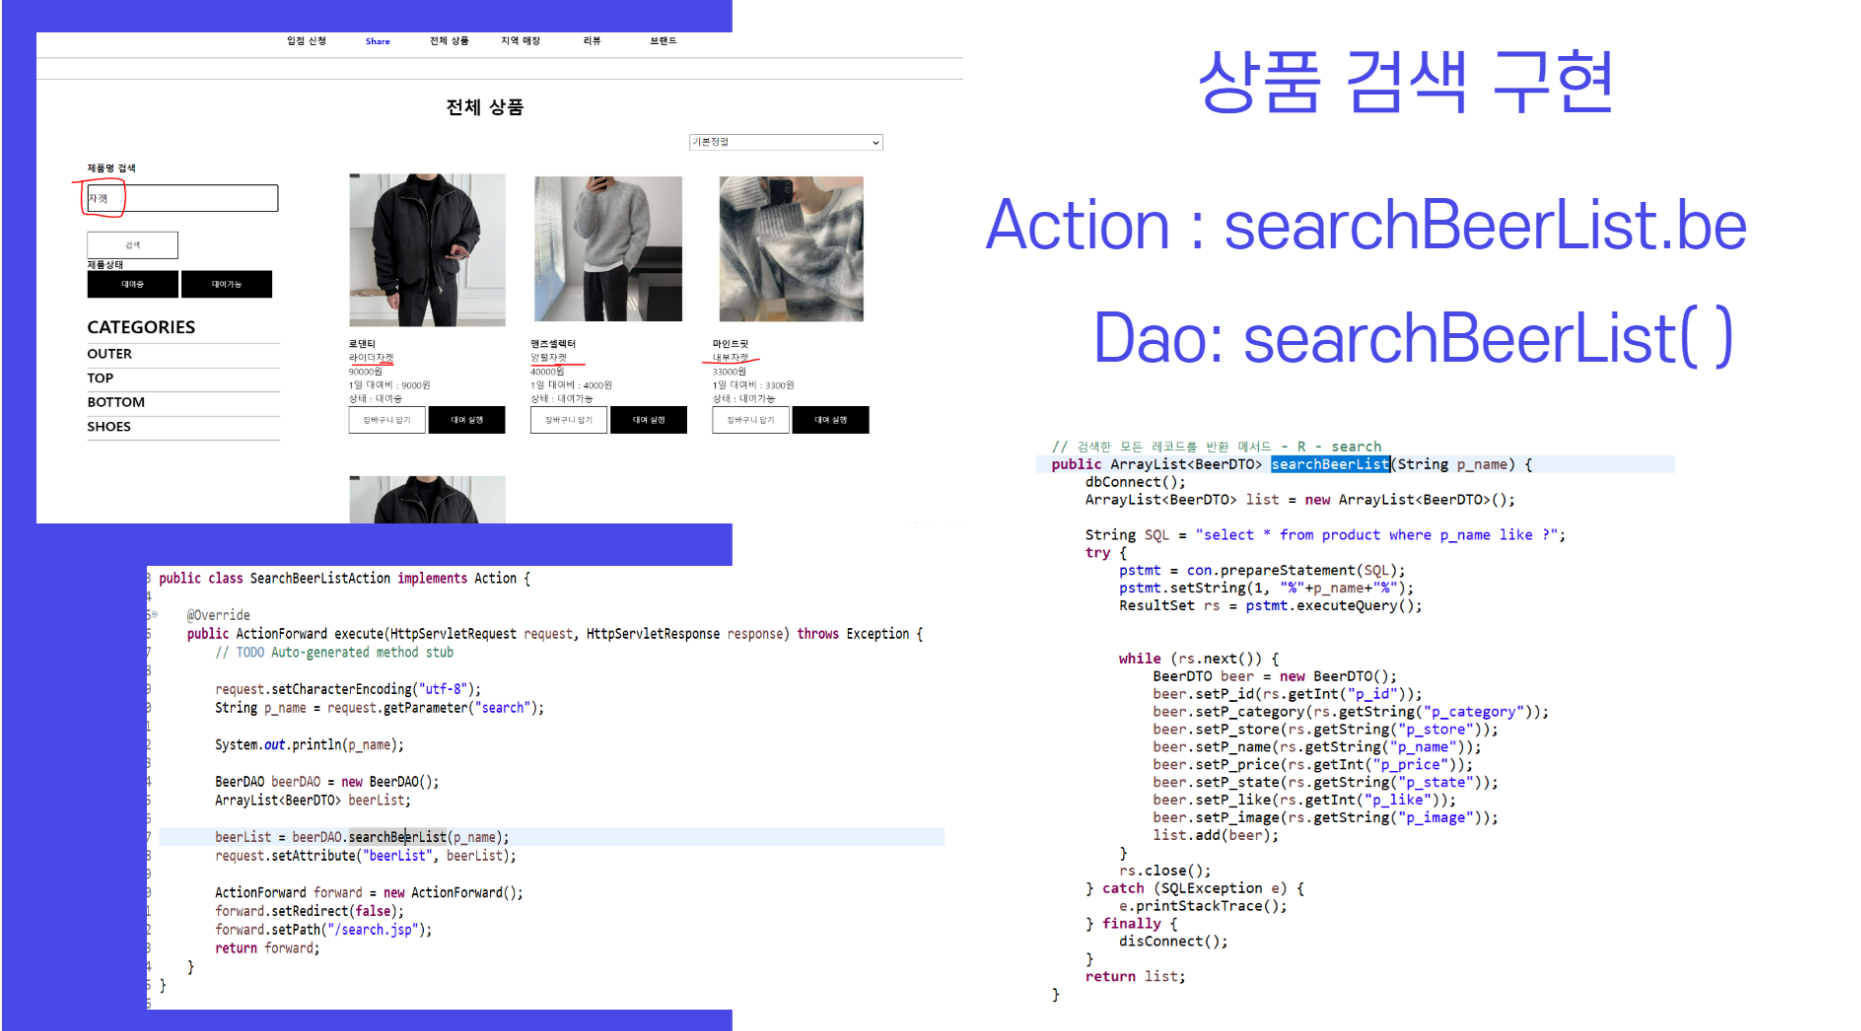 입점 신청 Share 전체 상품 지역 매장 리뷰 브랜드
전체 상품
기본정렬
제품명 검색
자켓
검색
제품상태
대여중 대여가능
CATEGORIES
OUTER
TOP
BOTTOM
SHOES
로댄티
라이더자켓
90000원
1일 대여비 : 9000원
상태 : 대여중
장바구니 담기 대여 실행
맨즈셀렉터
암털자켓
40000원
1일 대여비 : 4000원
상태 : 대여가능
장바구니 담기 대여 실행
마인드릿
내부자켓
33000원
1일 대여비 : 3300원
상태 : 대여가능
장바구니 담기 대여 실행
상품 검색 구현
Action : searchBeerList.be
Dao: searchBeerList( )
public class SearchBeerListAction implements Action {
@Override
public ActionForward execute(HttpServletRequest request, HttpServletResponse response) throws Exception {
// TODO Auto-generated method stub
request.setCharacterEncoding("utf-8");
String p_name = request.getParameter("search");
System.out.println(p_name);
BeerDAO beerDAO = new BeerDAO();
ArrayList<BeerDTO> beerList;
beerList = beerDAO.searchBeerList(p_name);
request.setAttribute("beerList", beerList);
ActionForward forward = new ActionForward();
forward.setRedirect(false);
forward.setPath("/search.jsp");
return forward;
}
}
// 검색한 모든 레코드를 반환 메서드 - R - search
public ArrayList<BeerDTO> searchBeerList(String p_name) {
dbConnect();
ArrayList<BeerDTO> list = new ArrayList<BeerDTO>();
String SQL = "select * from product where p_name like ?";
try {
pstmt = con.prepareStatement(SQL);
pstmt.setString(1, "%"+p_name+"%");
ResultSet rs = pstmt.executeQuery();
while (rs.next()) {
BeerDTO beer = new BeerDTO();
beer.setP_id(rs.getInt("p_id"));
beer.setP_category(rs.getString("p_category"));
beer.setP_store(rs.getString("p_store"));
beer.setP_name(rs.getString("p_name"));
beer.setP_price(rs.getInt("p_price"));
beer.setP_state(rs.getString("p_state"));
beer.setP_like(rs.getInt("p_like"));
beer.setP_image(rs.getString("p_image"));
list.add(beer);
}
rs.close();
} catch (SQLException e) {
e.printStackTrace();
} finally {
disConnect();
}
return list;
}